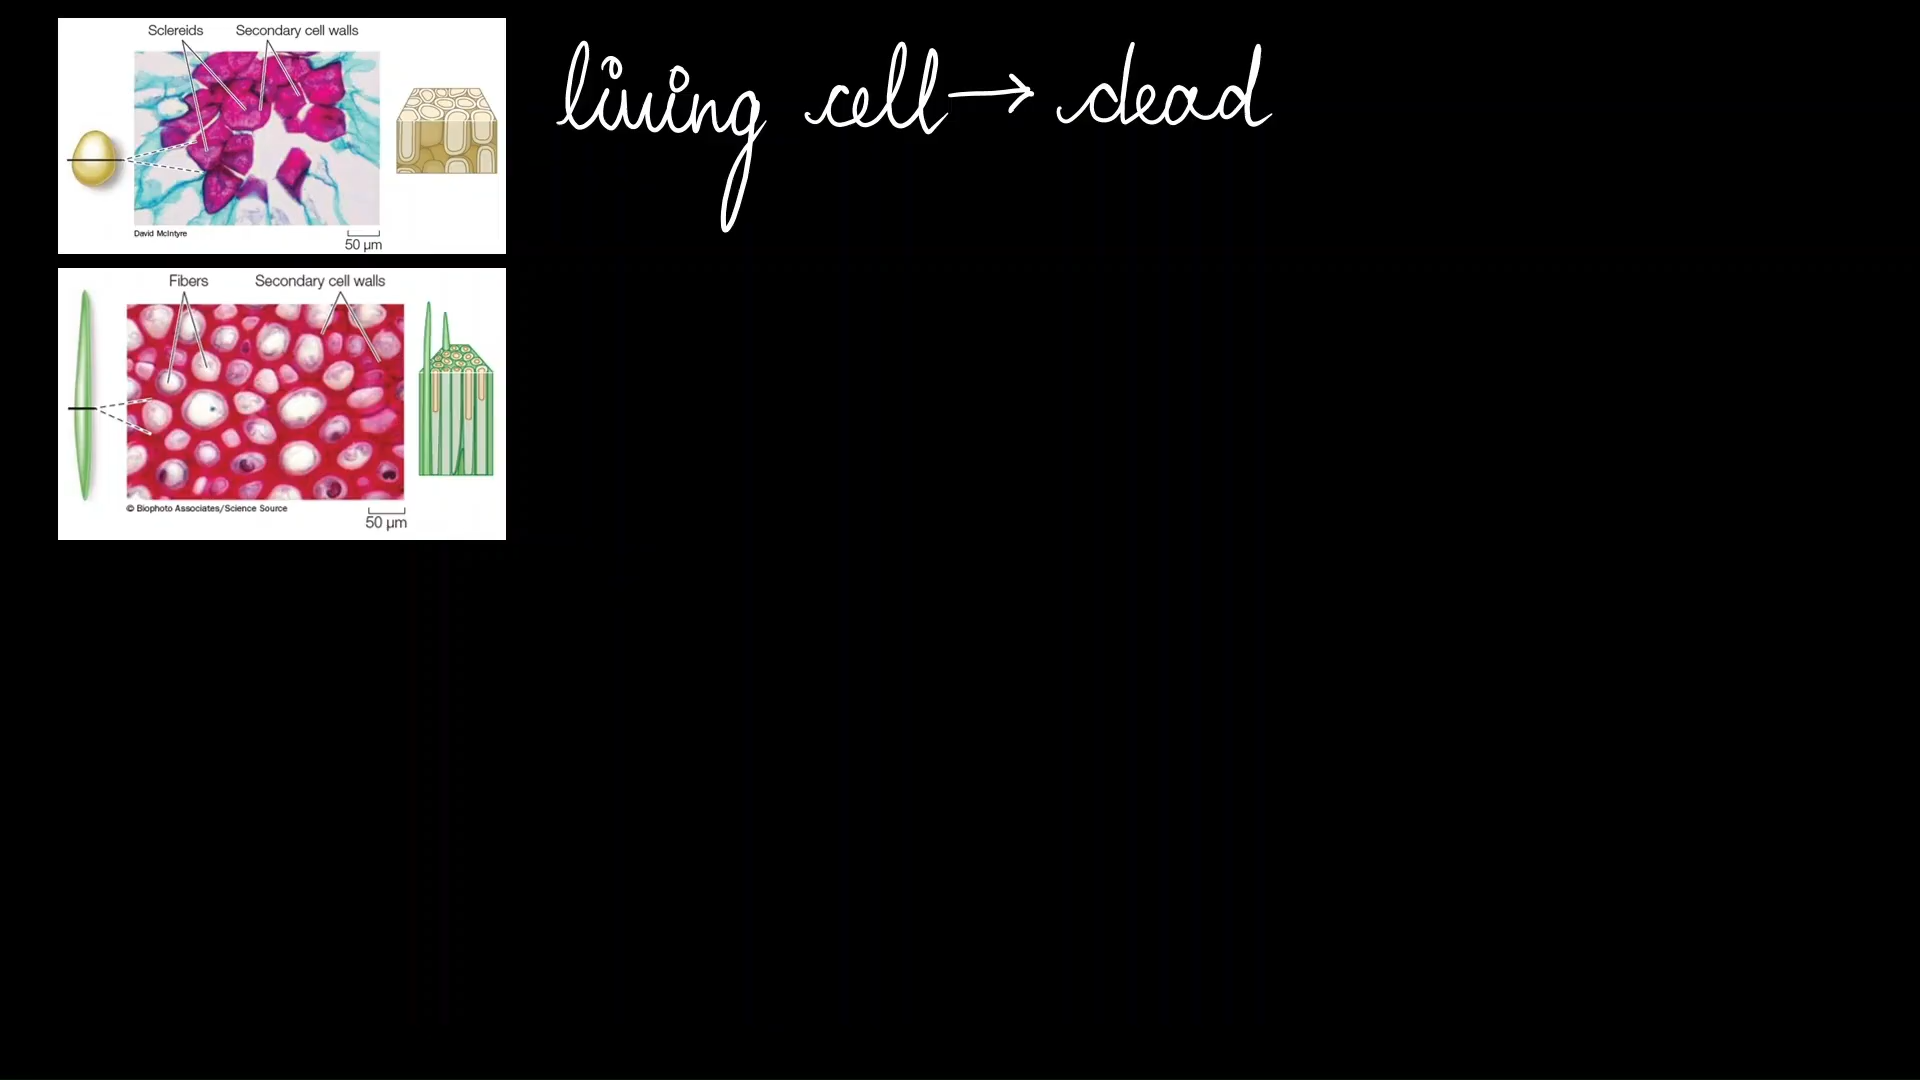 Sclereids Secondary cell walls
living cell → dead
David McIntyre
50 µm
Fibers Secondary cell walls
© Biophoto Associates/Science Source
50 µm